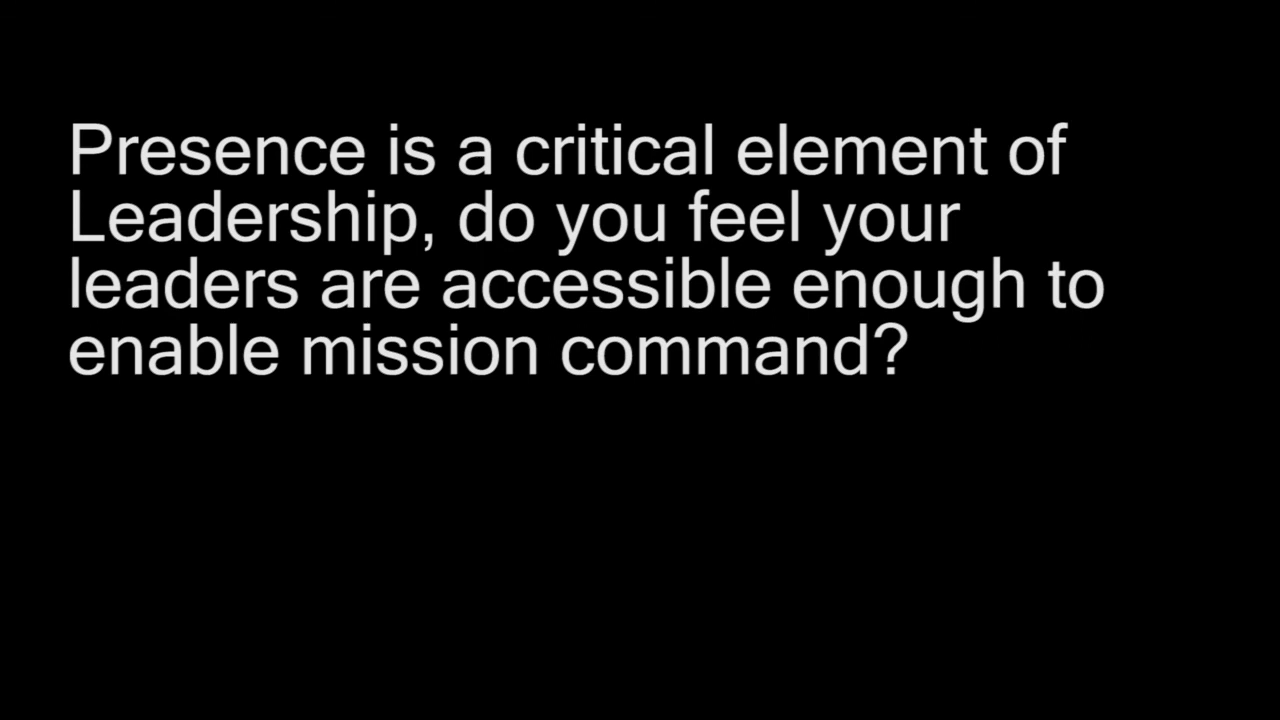 Presence is a critical element of
Leadership, do you feel your
leaders are accessible enough to
enable mission command?